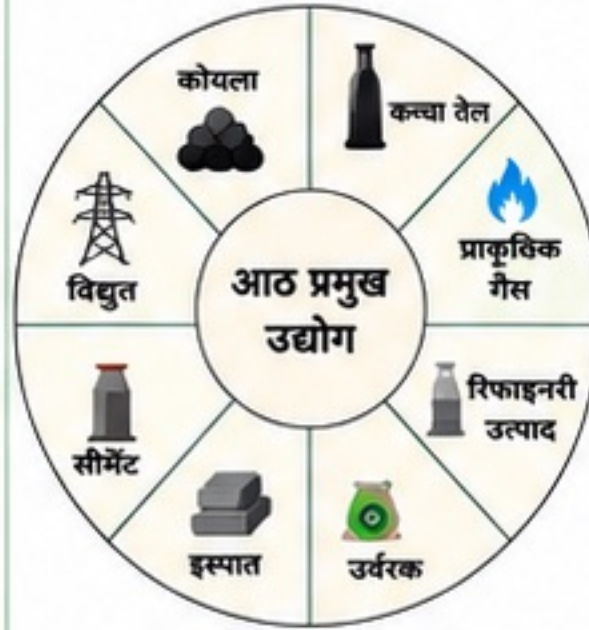 आठ प्रमुख
उद्योग
कोयला
कच्चा तेल
प्राकृतिक
गैस
रिफाइनरी
उत्पाद
उर्वरक
इस्पात
सीमेंट
विद्युत